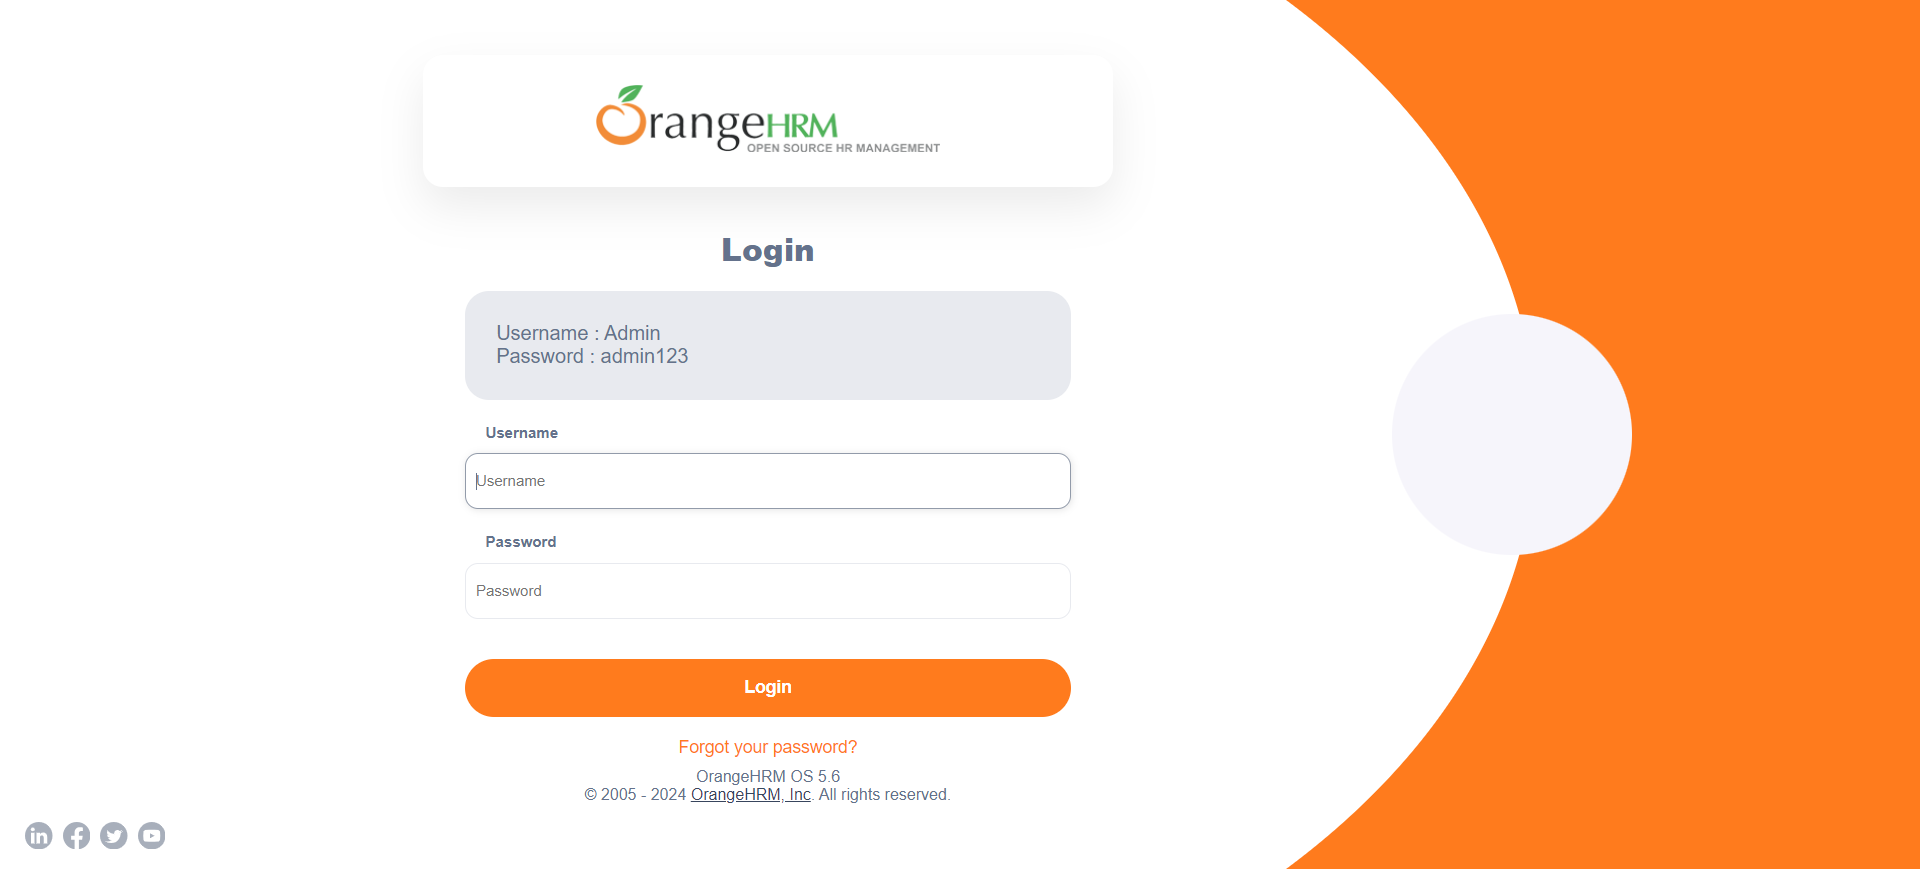 OrangeHRM
OPEN SOURCE HR MANAGEMENT
Login
Username : Admin
Password : admin123
Username
Username
Password
Password
Login
Forgot your password?
OrangeHRM OS 5.6
© 2005 - 2024 OrangeHRM, Inc. All rights reserved.
in